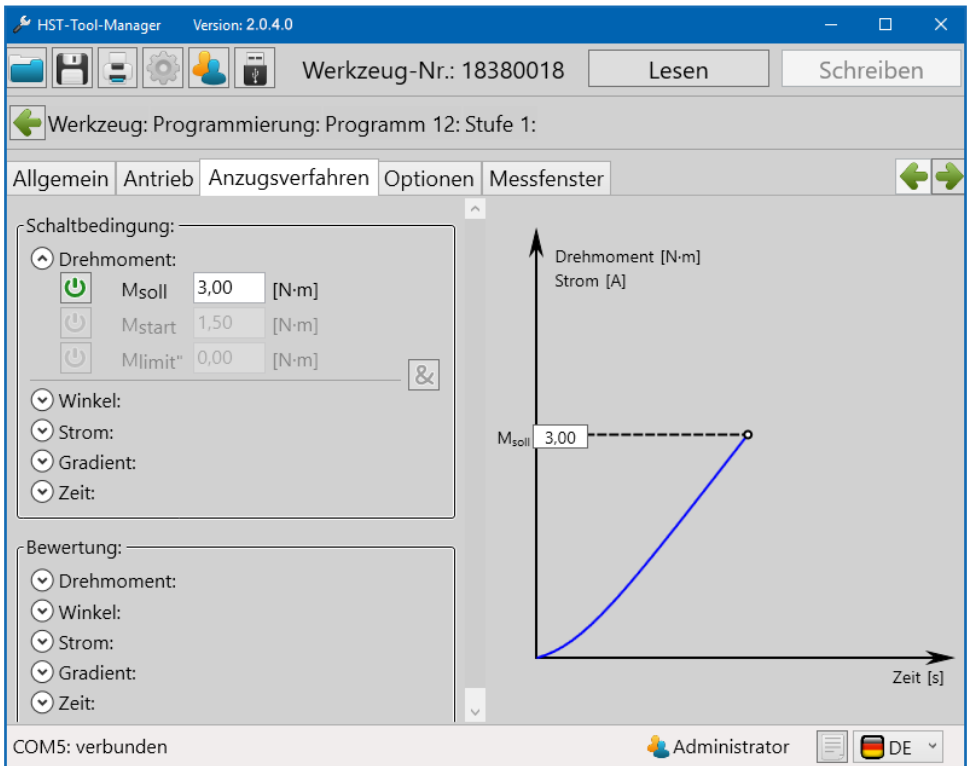 HST-Tool-Manager Version: 2.0.4.0
Werkzeug-Nr.: 18380018 Lesen Schreiben
Werkzeug: Programmierung: Programm 12: Stufe 1:
Allgemein Antrieb Anzugsverfahren Optionen Messfenster
Schaltbedingung:
Drehmoment:
Msoll 3,00 [N·m]
Mstart 1,50 [N·m]
Mlimit" 0,00 [N·m]
&
Winkel:
Strom:
Gradient:
Zeit:
Bewertung:
Drehmoment:
Winkel:
Strom:
Gradient:
Zeit:
Drehmoment [N·m]
Strom [A]
Msoll 3,00
Zeit [s]
COM5: verbunden Administrator DE